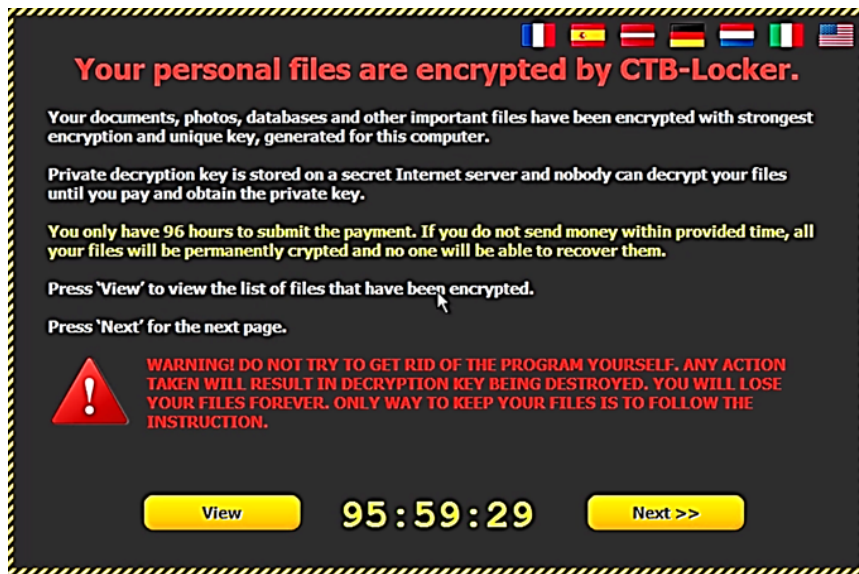 Your personal files are encrypted by CTB-Locker.
Your documents, photos, databases and other important files have been encrypted with strongest
encryption and unique key, generated for this computer.
Private decryption key is stored on a secret Internet server and nobody can decrypt your files
until you pay and obtain the private key.
You only have 96 hours to submit the payment. If you do not send money within provided time, all
your files will be permanently crypted and no one will be able to recover them.
Press 'View' to view the list of files that have been encrypted.
Press 'Next' for the next page.
WARNING! DO NOT TRY TO GET RID OF THE PROGRAM YOURSELF. ANY ACTION
TAKEN WILL RESULT IN DECRYPTION KEY BEING DESTROYED. YOU WILL LOSE
YOUR FILES FOREVER. ONLY WAY TO KEEP YOUR FILES IS TO FOLLOW THE
INSTRUCTION.
View
95:59:29
Next >>